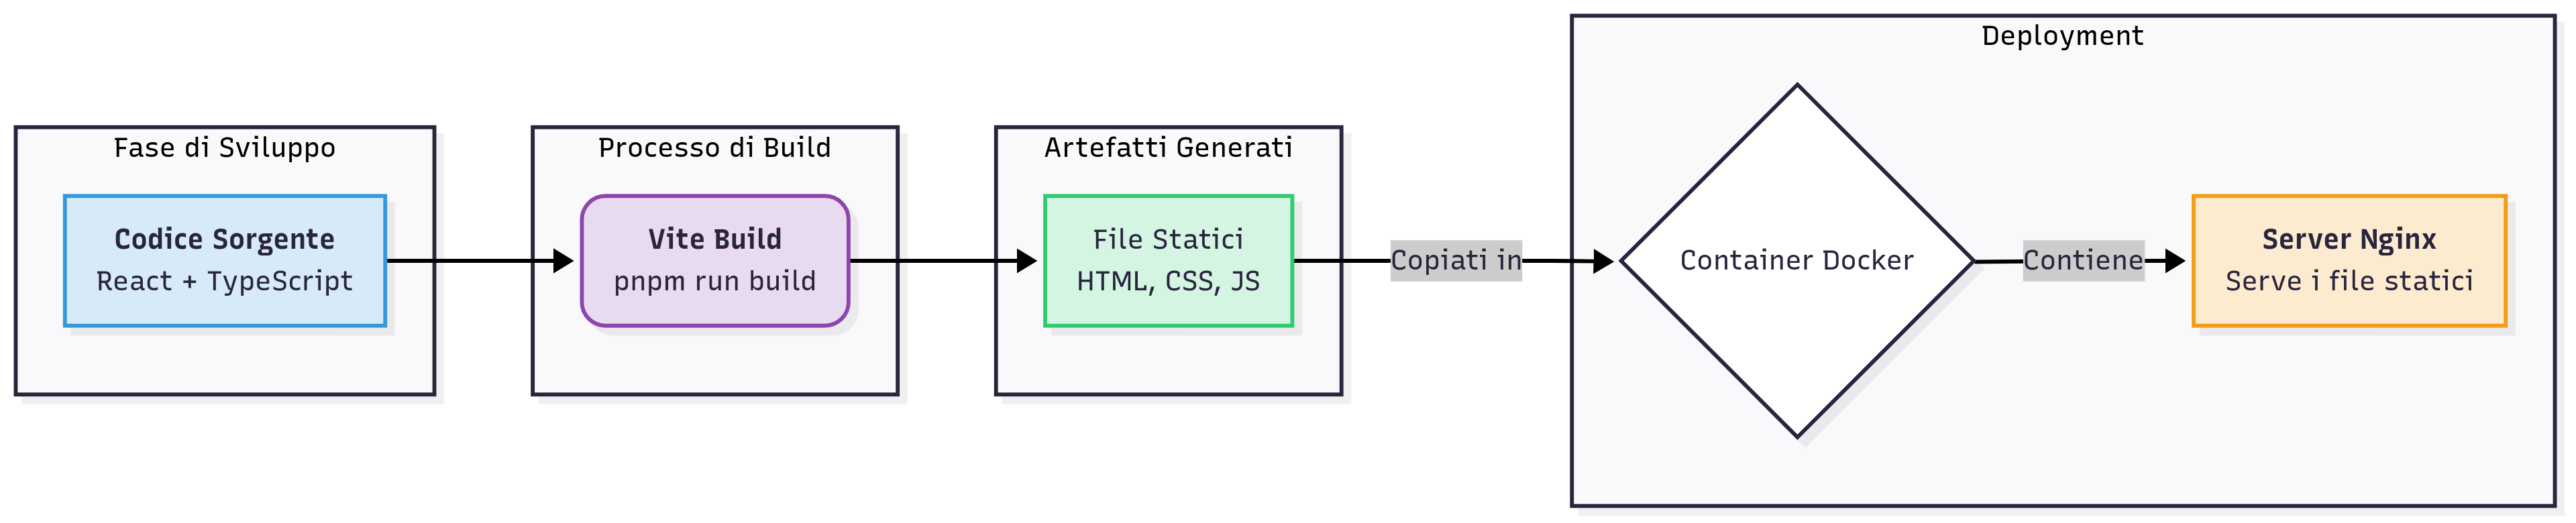 Fase di Sviluppo
Codice Sorgente
React + TypeScript
Processo di Build
Vite Build
pnpm run build
Artefatti Generati
File Statici
HTML, CSS, JS
Copiati in
Deployment
Container Docker
Contiene
Server Nginx
Serve i file statici